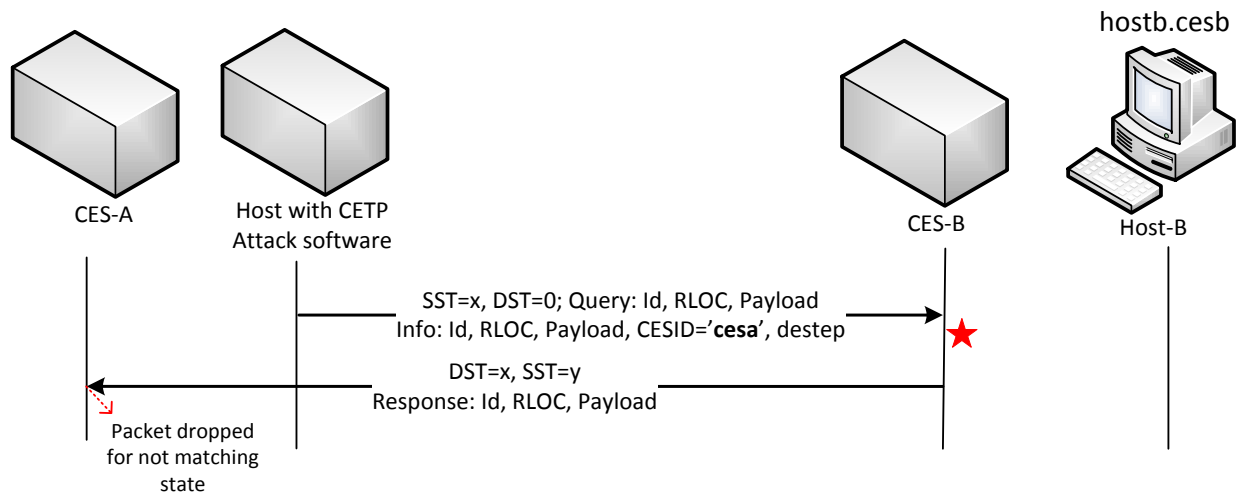 hostb.cesb
CES-A
Host with CETP
Attack software
CES-B
Host-B
SST=x, DST=0; Query: Id, RLOC, Payload
Info: Id, RLOC, Payload, CESID=’cesa’, destep
DST=x, SST=y
Response: Id, RLOC, Payload
Packet dropped
for not matching
state